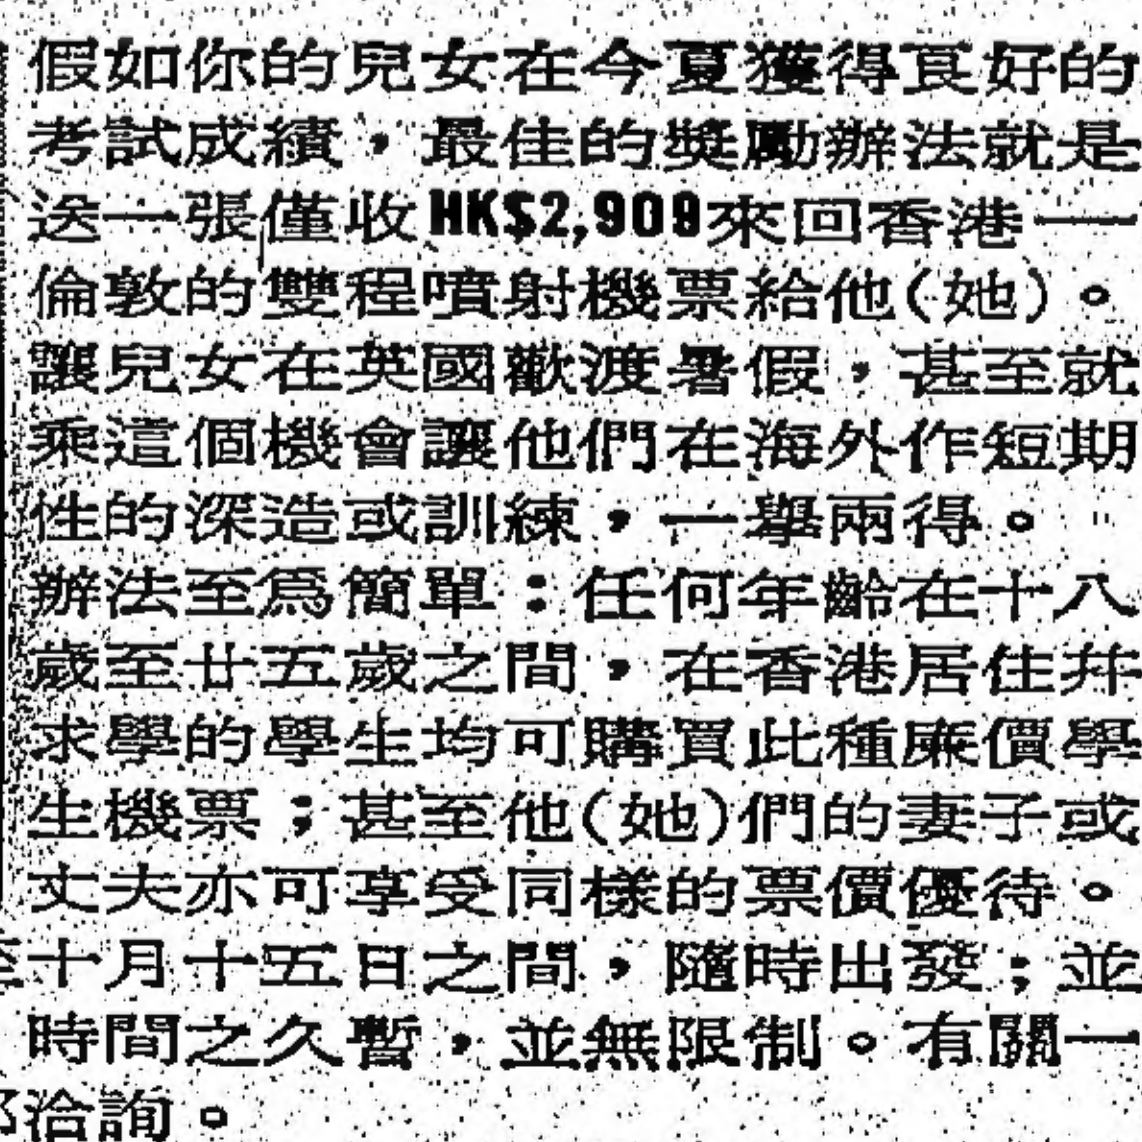 假如你的兒女在今夏獲得良好的
考試成績，最佳的獎勵辦法就是
送一張僅收HK$2,909來回香港一
倫敦的雙程噴射機票給他(她)。
讓兒女在英國歡渡暑假，甚至就
乘這個機會讓他們在海外作短期
性的深造或訓練，一舉兩得。
辦法至爲簡單：任何年齡在十八
歲至廿五歲之間，在香港居住幷
求學的學生均可購買此種廉價學
生機票；甚至他(她)們的妻子或
丈夫亦可享受同樣的票價優待。
至十月十五日之間，隨時出發；並
時間之久暫，並無限制。有關一
洽詢。